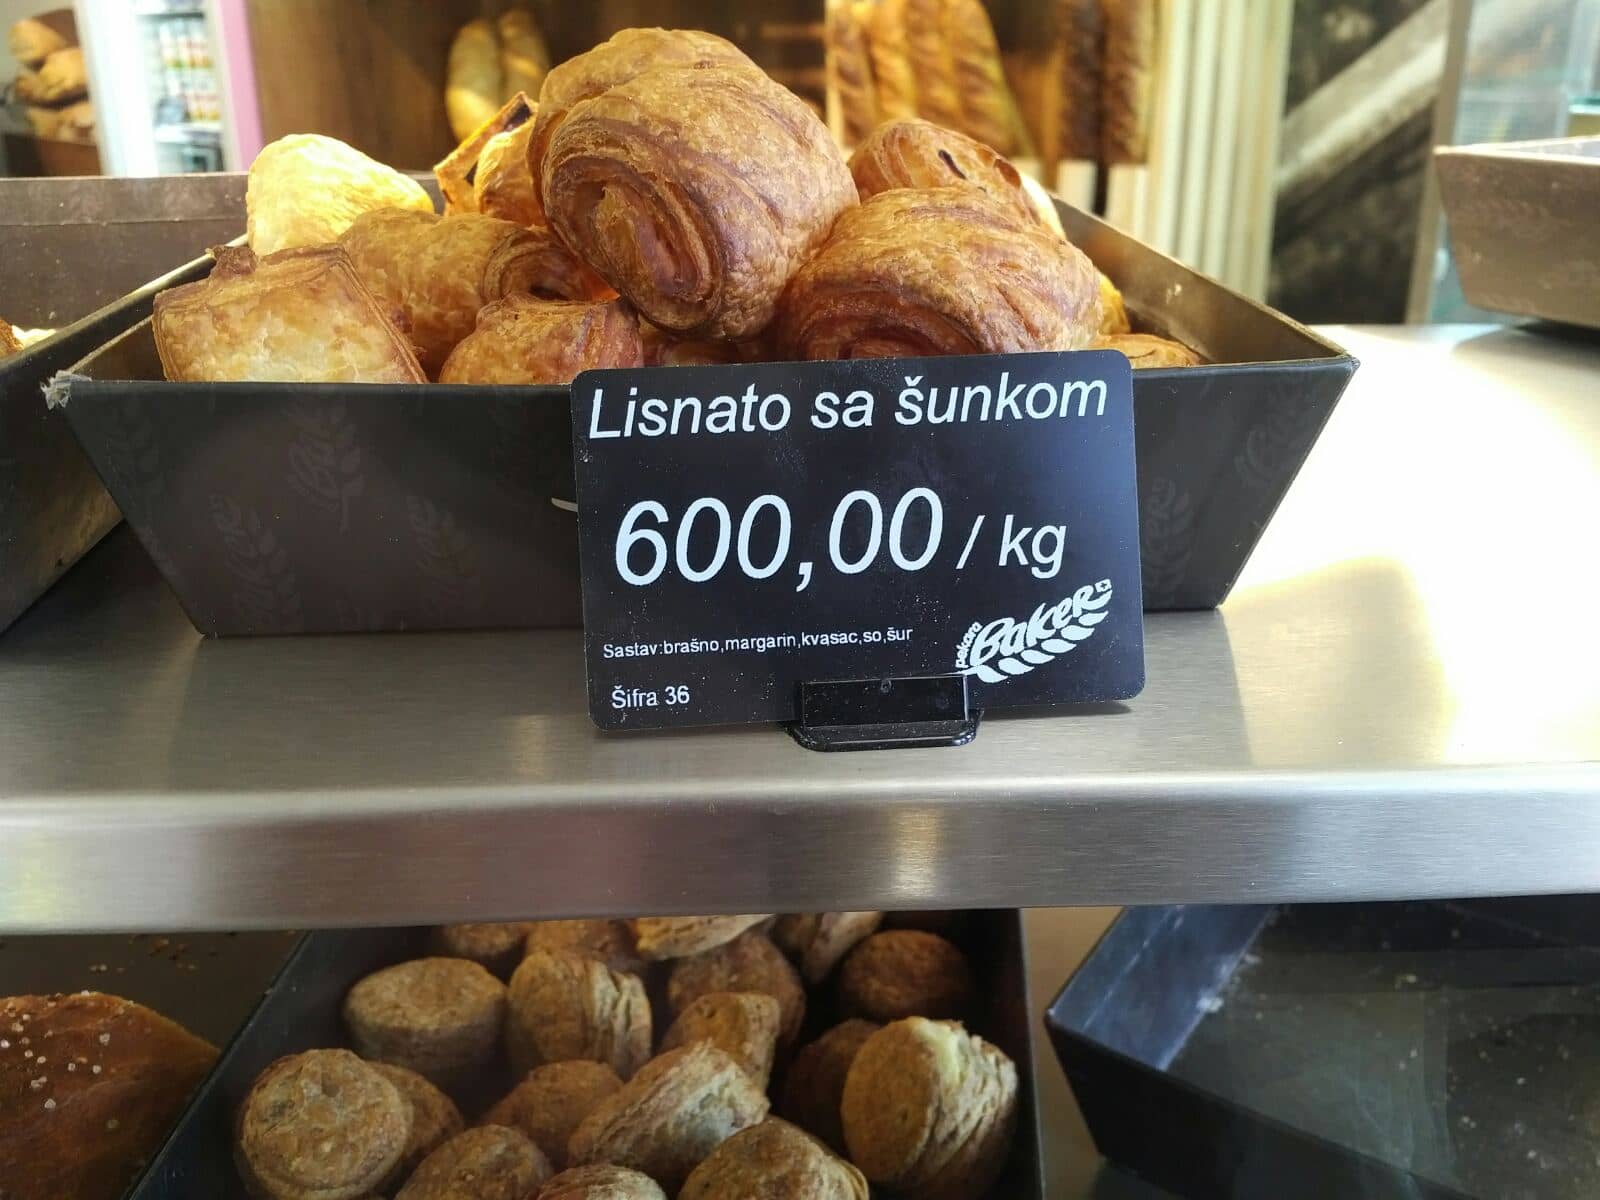 Lisnato sa šunkom
600,00 / kg
Sastav:brašno,margarin,kvasac,so,šur
pekara Baker
Šifra 36